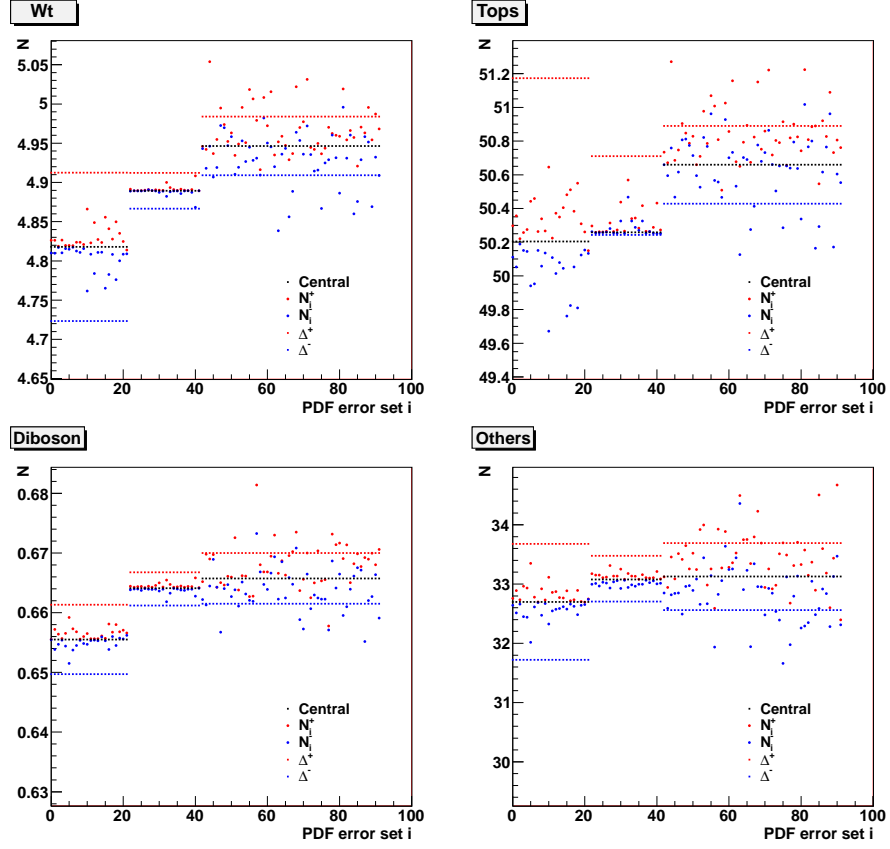 Wt
N
5.05
5
4.95
4.9
4.85
4.8
4.75
4.7
4.65
0 20 40 60 80 100
PDF error set i
Central
N_i^+
N_i^-
Δ^+
Δ^-
Tops
N
51.2
51
50.8
50.6
50.4
50.2
50
49.8
49.6
49.4
0 20 40 60 80 100
PDF error set i
Central
N_i^+
N_i^-
Δ^+
Δ^-
Diboson
N
0.68
0.67
0.66
0.65
0.64
0.63
0 20 40 60 80 100
PDF error set i
Central
N_i^+
N_i^-
Δ^+
Δ^-
Others
N
34
33
32
31
30
0 20 40 60 80 100
PDF error set i
Central
N_i^+
N_i^-
Δ^+
Δ^-